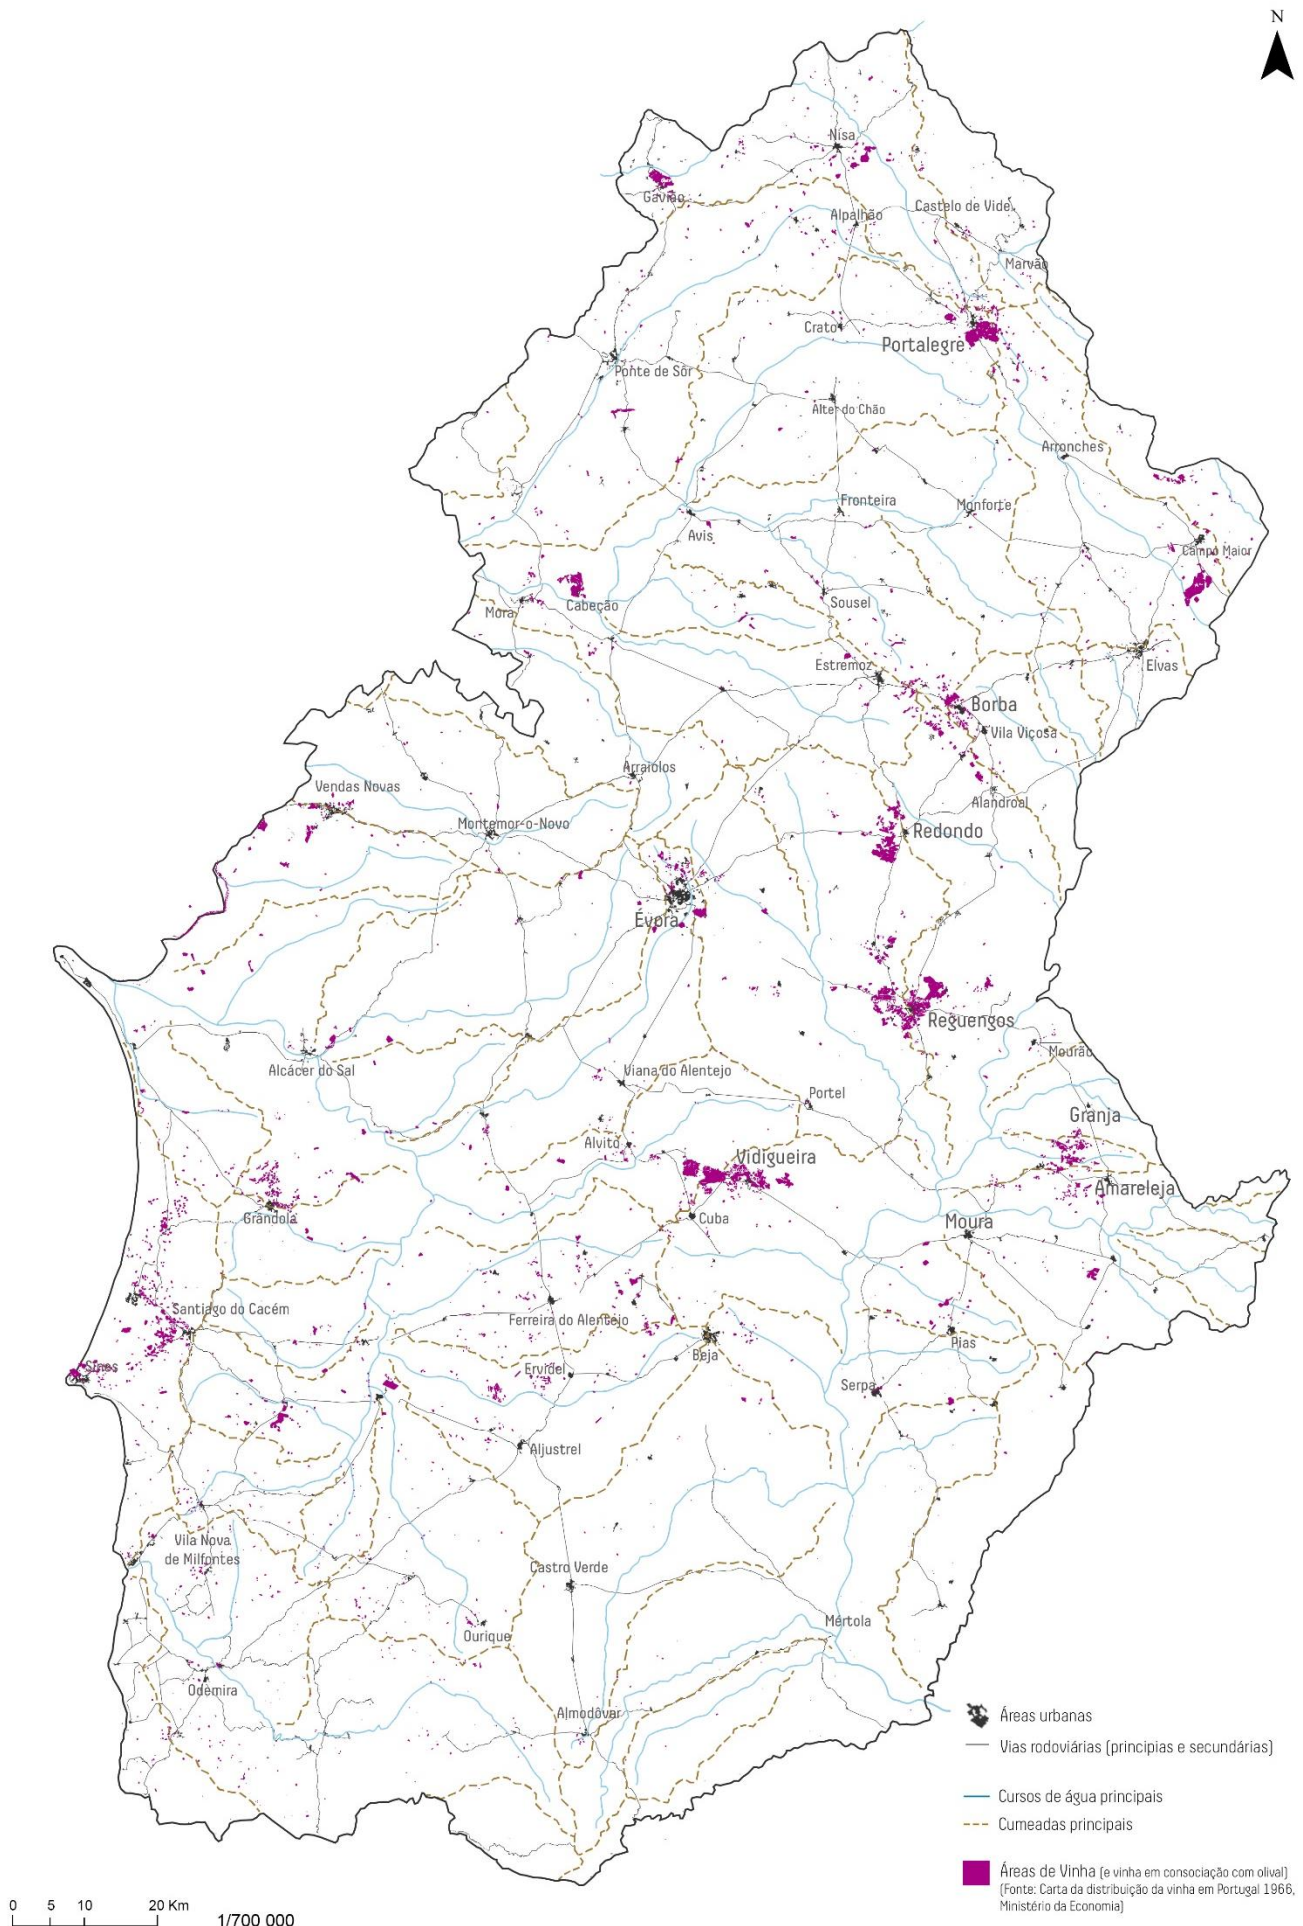 N
Nisa
Gavião
Castelo de Vide
Alpalhão
Marvão
Crato
Portalegre
Ponte de Sôr
Alter do Chão
Arronches
Fronteira
Monforte
Avis
Campo Maior
Cabeção
Mora
Sousel
Estremoz
Elvas
Borba
Vila Viçosa
Arraiolos
Vendas Novas
Alandroal
Montemor-o-Novo
Redondo
Évora
Reguengos
Mourão
Alcácer do Sal
Viana do Alentejo
Portel
Granja
Alvito
Vidigueira
Amareleja
Grândola
Cuba
Moura
Santiago do Cacém
Ferreira do Alentejo
Pias
Beja
Sines
Ervidel
Serpa
Aljustrel
Vila Nova
de Milfontes
Castro Verde
Mértola
Ourique
Odemira
Almodôvar
Áreas urbanas
Vias rodoviárias (principias e secundárias)
Cursos de água principais
Cumeadas principais
Áreas de Vinha (e vinha em consociação com olival)
(Fonte: Carta da distribuição da vinha em Portugal 1966,
Ministério da Economia)
0 5 10 20 Km
1/700 000